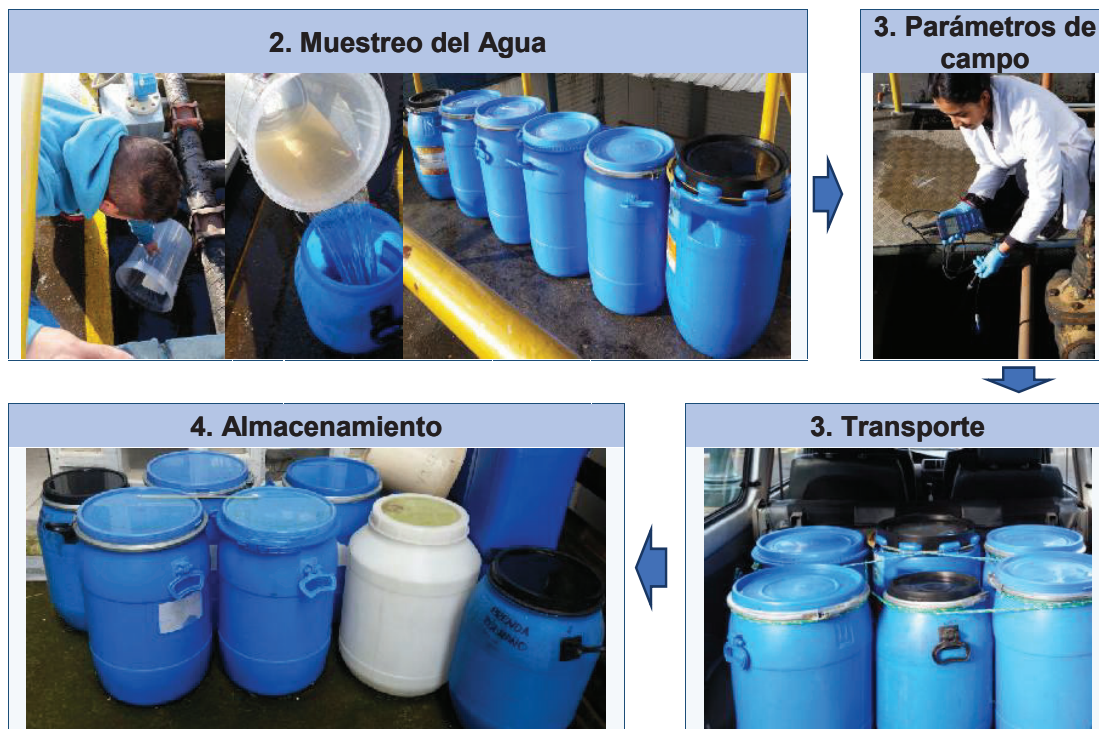 2. Muestreo del Agua
3. Parámetros de
campo
4. Almacenamiento
3. Transporte